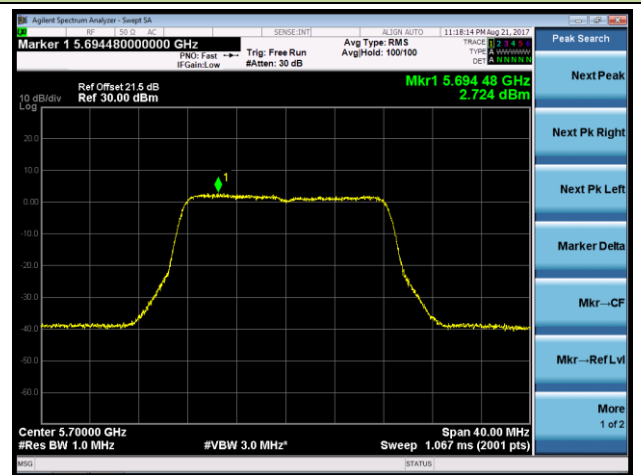 Agilent Spectrum Analyzer - Swept SA
RF 50 Ω AC SENSE:INT ALIGN AUTO 11:18:14 PM Aug 21, 2017
Marker 1 5.694480000000 GHz
PNO: Fast
IFGain:Low
Trig: Free Run
#Atten: 30 dB
Avg Type: RMS
Avg|Hold: 100/100
TRACE 1 2 3 4 5 6
TYPE A WWWWW
DET A N N N N N
Peak Search
Next Peak
Next Pk Right
Next Pk Left
Marker Delta
Mkr→CF
Mkr→Ref Lvl
More
1 of 2
Ref Offset 21.5 dB
10 dB/div Ref 30.00 dBm
Log
Mkr1 5.694 48 GHz
2.724 dBm
20.0
10.0
0.00
-10.0
-20.0
-30.0
-40.0
-50.0
-60.0
1
Center 5.70000 GHz Span 40.00 MHz
#Res BW 1.0 MHz #VBW 3.0 MHz* Sweep 1.067 ms (2001 pts)
MSG STATUS